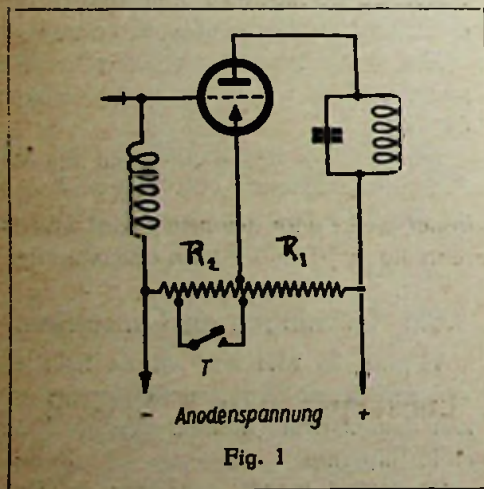 R₂ R₁
T
- Anodenspannung +
Fig. 1